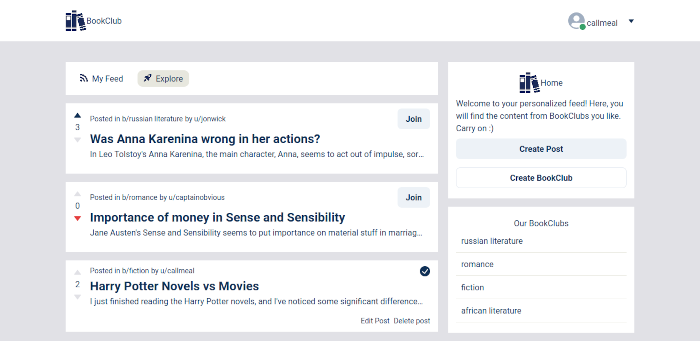 BookClub
callmeal
My Feed
Explore
Posted in b/russian literature by u/jonwick
Join
3
Was Anna Karenina wrong in her actions?
In Leo Tolstoy's Anna Karenina, the main character, Anna, seems to act out of impulse, sor...
Posted in b/romance by u/captainobvious
Join
0
Importance of money in Sense and Sensibility
Jane Austen's Sense and Sensibility seems to put importance on material stuff in marriag...
Posted in b/fiction by u/callmeal
2
Harry Potter Novels vs Movies
I just finished reading the Harry Potter novels, and I've noticed some significant difference...
Edit Post Delete post
Home
Welcome to your personalized feed! Here, you
will find the content from BookClubs you like.
Carry on :)
Create Post
Create BookClub
Our BookClubs
russian literature
romance
fiction
african literature